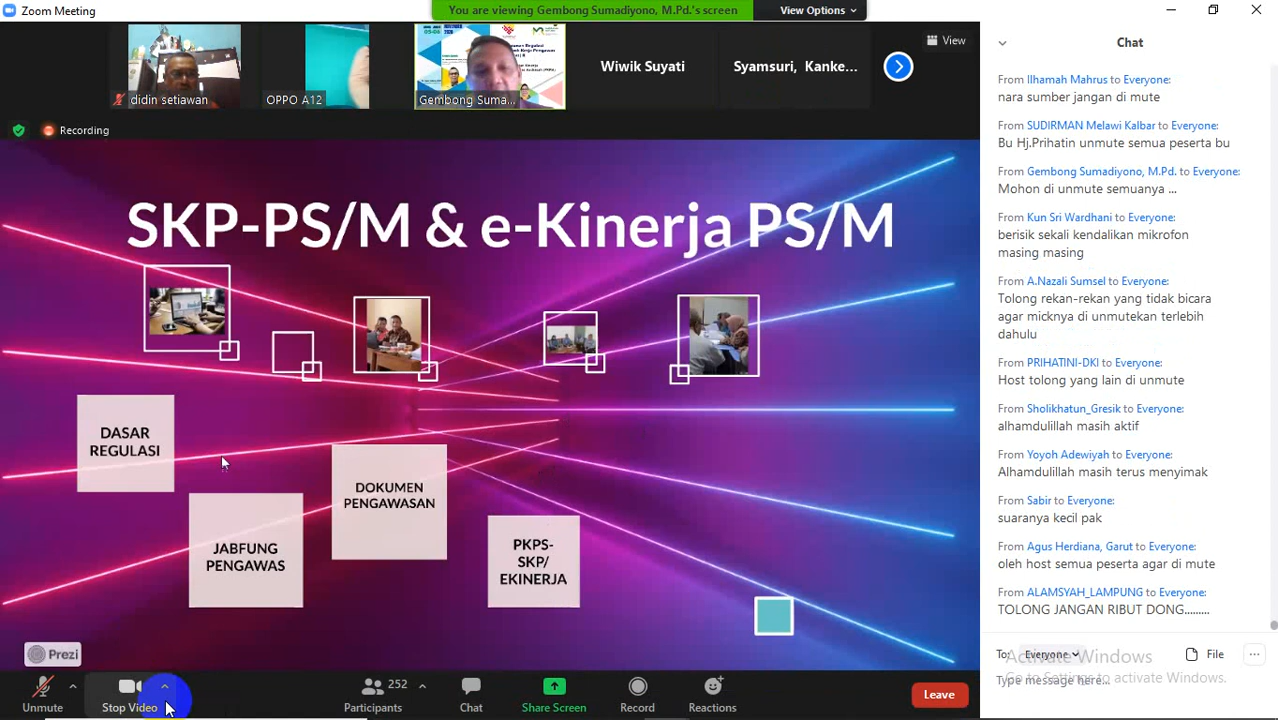 Zoom Meeting
You are viewing Gembong Sumadiyono, M.Pd.'s screen
View Options
didin setiawan
OPPO A12
Gembong Suma...
Wiwik Suyati
Syamsuri, Kanke...
View
Recording
SKP-PS/M & e-Kinerja PS/M
DASAR
REGULASI
JABFUNG
PENGAWAS
DOKUMEN
PENGAWASAN
PKPS-
SKP/
EKINERJA
Prezi
Unmute
Stop Video
252
Participants
Chat
Share Screen
Record
Reactions
Leave
Chat
From Ilhamah Mahrus to Everyone:
nara sumber jangan di mute
From SUDIRMAN Melawi Kalbar to Everyone:
Bu Hj.Prihatin unmute semua peserta bu
From Gembong Sumadiyono, M.Pd. to Everyone:
Mohon di unmute semuanya ...
From Kun Sri Wardhani to Everyone:
berisik sekali kendalikan mikrofon
masing masing
From A.Nazali Sumsel to Everyone:
Tolong rekan-rekan yang tidak bicara
agar micknya di unmutekan terlebih
dahulu
From PRIHATINI-DKI to Everyone:
Host tolong yang lain di unmute
From Sholikhatun_Gresik to Everyone:
alhamdulillah masih aktif
From Yoyoh Adewiyah to Everyone:
Alhamdulillah masih terus menyimak
From Sabir to Everyone:
suaranya kecil pak
From Agus Herdiana, Garut to Everyone:
oleh host semua peserta agar di mute
From ALAMSYAH_LAMPUNG to Everyone:
TOLONG JANGAN RIBUT DONG.........
To: Everyone
File
Activate Windows
Go to Settings to activate Windows.
Type message here...